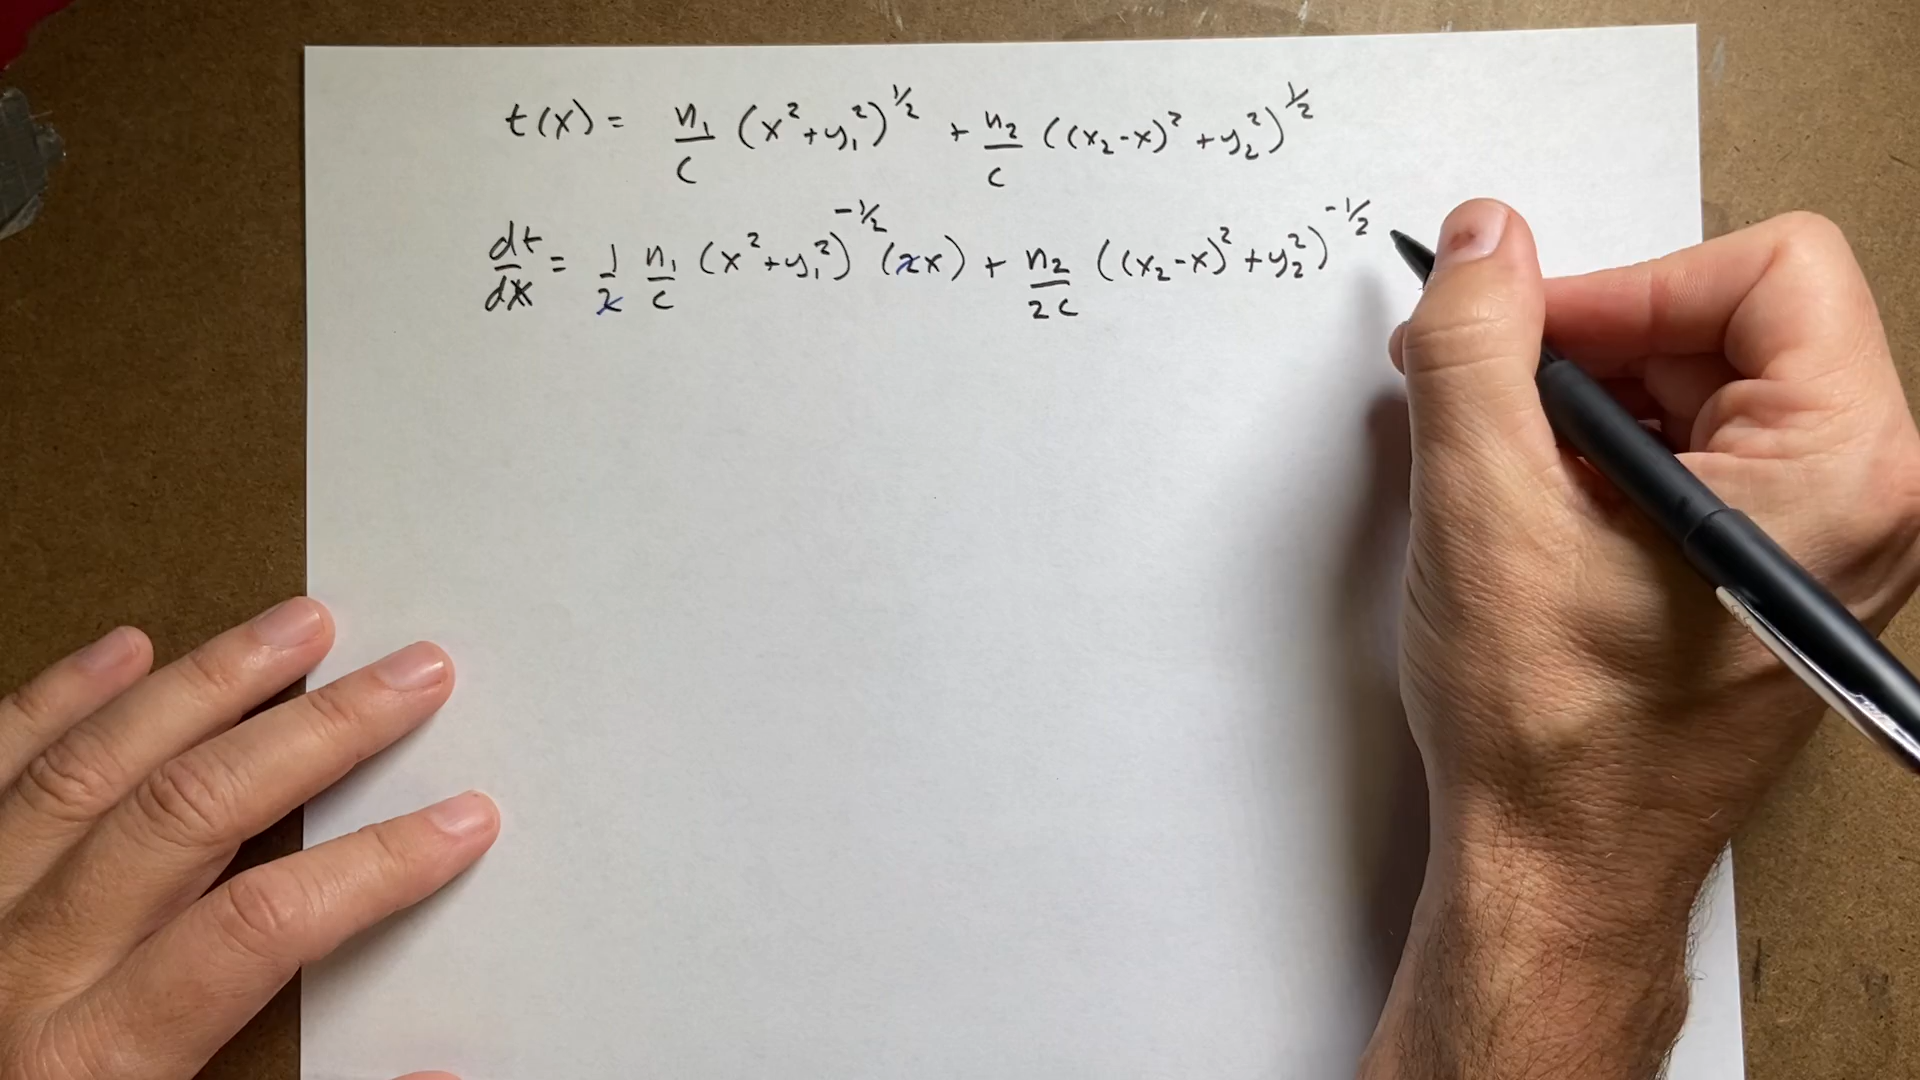 t(x) = n₁/c (x² + y₁²)^½ + n₂/c ((x₂-x)² + y₂²)^½
dt/dx = 1/2 n₁/c (x² + y₁²)^-½ (2x) + n₂/2c ((x₂-x)² + y₂²)^-½